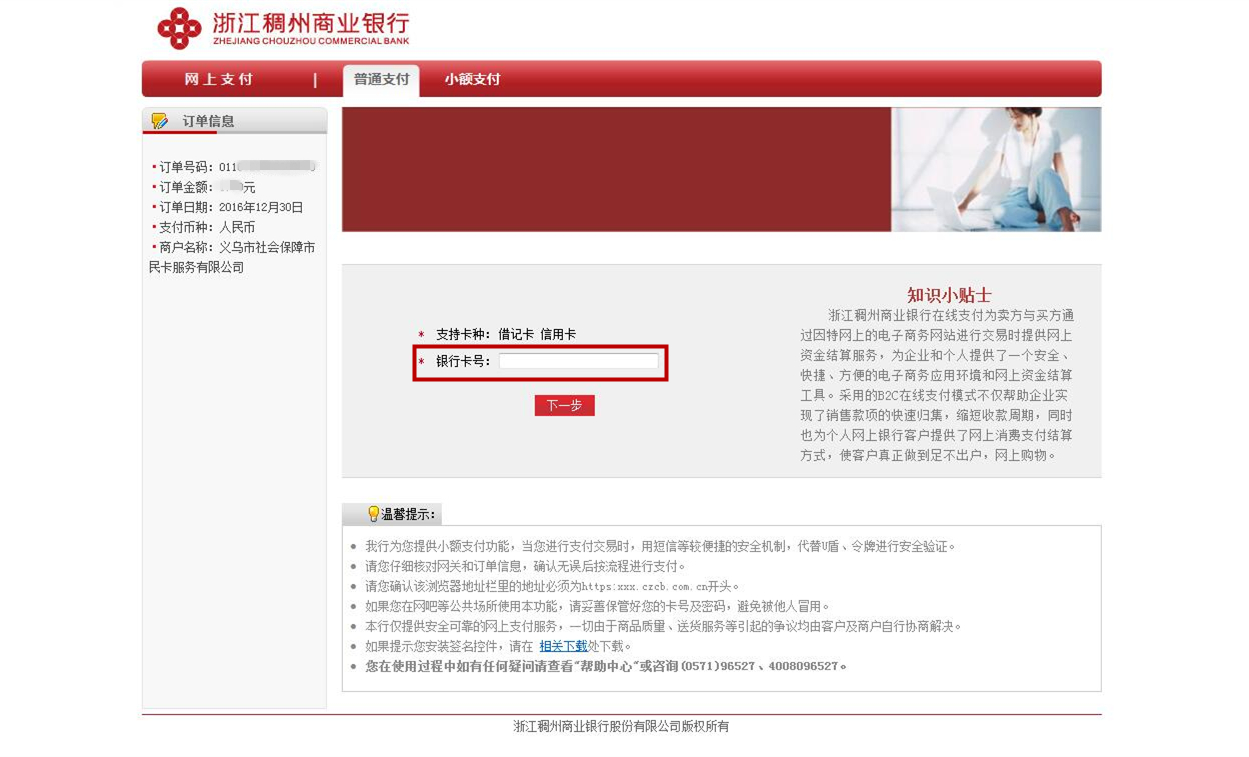 浙江稠州商业银行
ZHEJIANG CHOUZHOU COMMERCIAL BANK
网上支付 | 普通支付 小额支付
订单信息
订单号码：011
订单金额： 元
订单日期：2016年12月30日
支付币种：人民币
商户名称：义乌市社会保障市
民卡服务有限公司
* 支持卡种：借记卡 信用卡
* 银行卡号：
下一步
知识小贴士
浙江稠州商业银行在线支付为卖方与买方通
过因特网上的电子商务网站进行交易时提供网上
资金结算服务，为企业和个人提供了一个安全、
快捷、方便的电子商务应用环境和网上资金结算
工具。采用的B2C在线支付模式不仅帮助企业实
现了销售款项的快速归集，缩短收款周期，同时
也为个人网上银行客户提供了网上消费支付结算
方式，使客户真正做到足不出户，网上购物。
温馨提示：
我行为您提供小额支付功能，当您进行支付交易时，用短信等较便捷的安全机制，代替U盾、令牌进行安全验证。
请您仔细核对网关和订单信息，确认无误后按流程进行支付。
请您确认该浏览器地址栏里的地址必须为https:xxx.czcb.com.cn开头。
如果您在网吧等公共场所使用本功能，请妥善保管好您的卡号及密码，避免被他人冒用。
本行仅提供安全可靠的网上支付服务，一切由于商品质量、送货服务等引起的争议均由客户及商户自行协商解决。
如果提示您安装签名控件，请在 相关下载处下载。
您在使用过程中如有任何疑问请查看"帮助中心"或咨询(0571)96527、4008096527。
浙江稠州商业银行股份有限公司版权所有